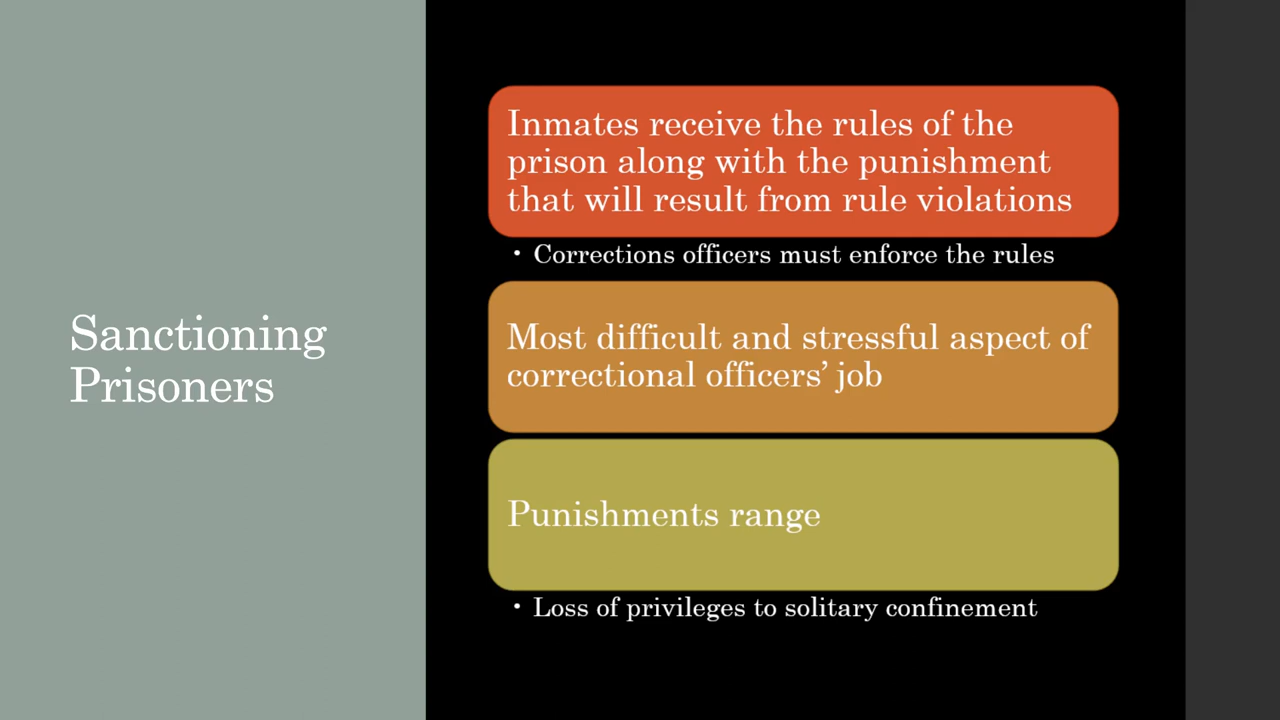 Sanctioning
Prisoners
Inmates receive the rules of the
prison along with the punishment
that will result from rule violations
• Corrections officers must enforce the rules
Most difficult and stressful aspect of
correctional officers’ job
Punishments range
• Loss of privileges to solitary confinement